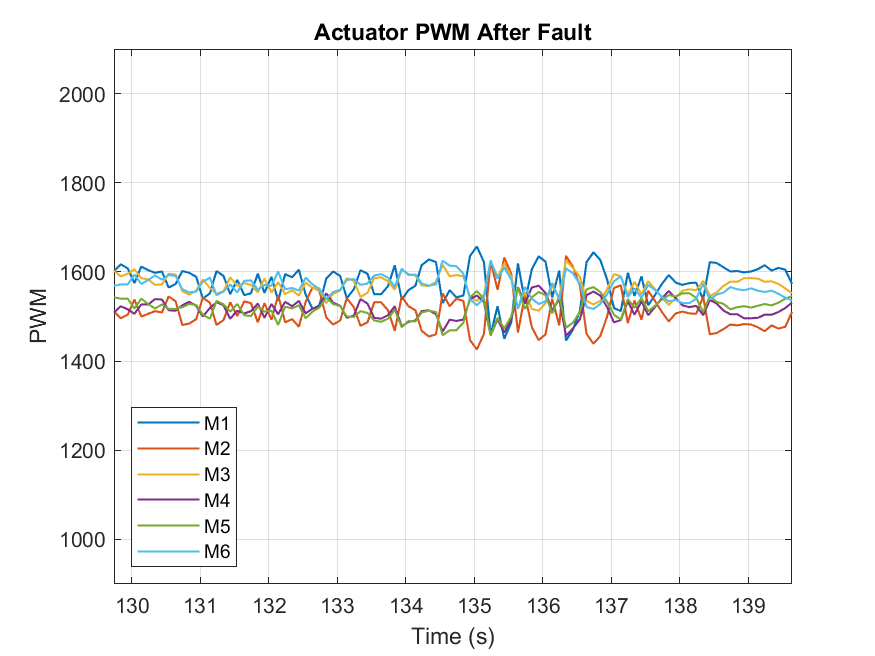 Actuator PWM After Fault
2000
1800
1600
1400
1200
1000
PWM
M1
M2
M3
M4
M5
M6
130 131 132 133 134 135 136 137 138 139
Time (s)